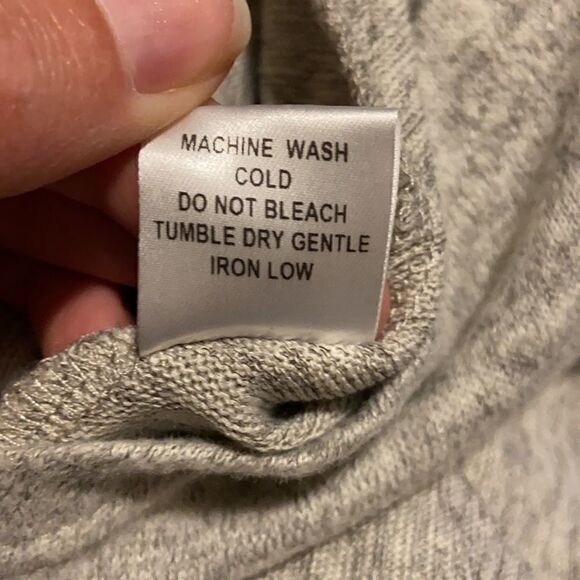 MACHINE WASH
COLD
DO NOT BLEACH
TUMBLE DRY GENTLE
IRON LOW